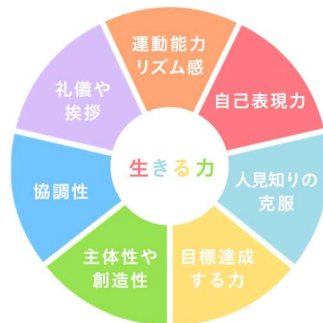 運動能力
リズム感
自己表現力
人見知りの
克服
目標達成
する力
主体性や
創造性
協調性
礼儀や
挨拶
生きる力